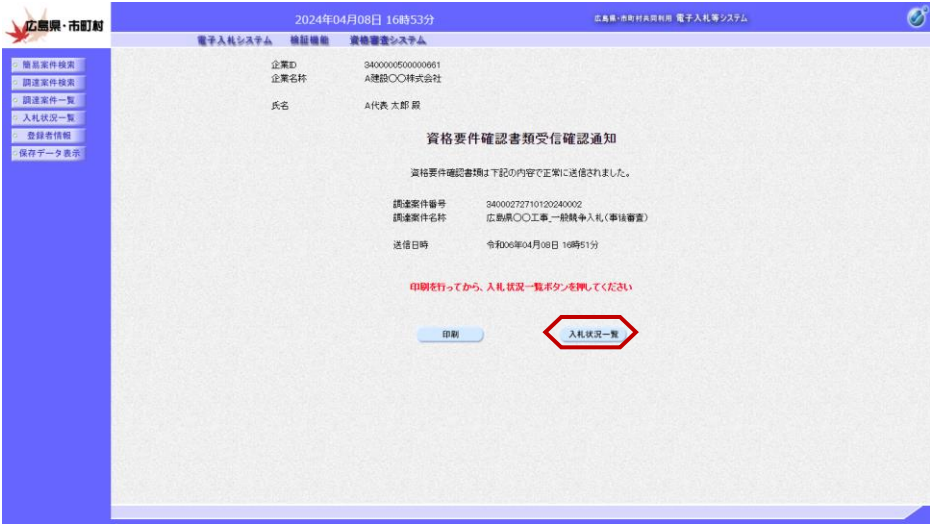 広島県・市町村
2024年04月08日 16時53分
広島県・市町村共同利用 電子入札等システム
電子入札システム 検証機能 資格審査システム
簡易案件検索
調達案件検索
調達案件一覧
入札状況一覧
登録者情報
保存データ表示
企業ID 3400000500000661
企業名称 A建設〇〇株式会社
氏名 A代表 太郎 殿
資格要件確認書類受信確認通知
資格要件確認書類は下記の内容で正常に送信されました。
調達案件番号 34000272710120240002
調達案件名称 広島県〇〇工事_一般競争入札(事後審査)
送信日時 令和06年04月08日 16時51分
印刷を行ってから、入札状況一覧ボタンを押してください
印刷 入札状況一覧